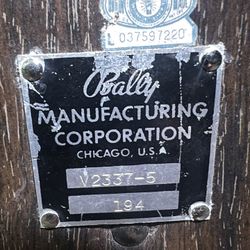 L 037597220
Bally
MANUFACTURING
CORPORATION
CHICAGO, U.S.A
V2337-5
194